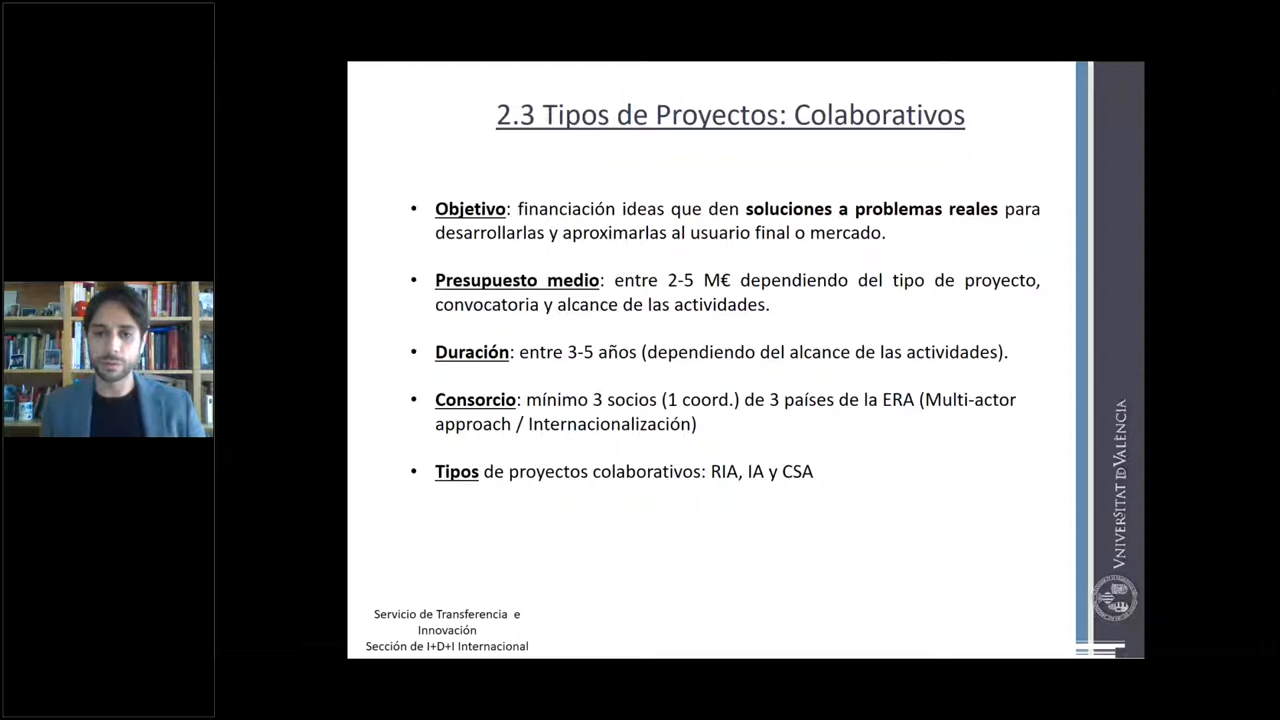 2.3 Tipos de Proyectos: Colaborativos
• Objetivo: financiación ideas que den soluciones a problemas reales para
desarrollarlas y aproximarlas al usuario final o mercado.
• Presupuesto medio: entre 2-5 M€ dependiendo del tipo de proyecto,
convocatoria y alcance de las actividades.
• Duración: entre 3-5 años (dependiendo del alcance de las actividades).
• Consorcio: mínimo 3 socios (1 coord.) de 3 países de la ERA (Multi-actor
approach / Internacionalización)
• Tipos de proyectos colaborativos: RIA, IA y CSA
Servicio de Transferencia e
Innovación
Sección de I+D+I Internacional
VNIVERSITAT ID VALÈNCIA